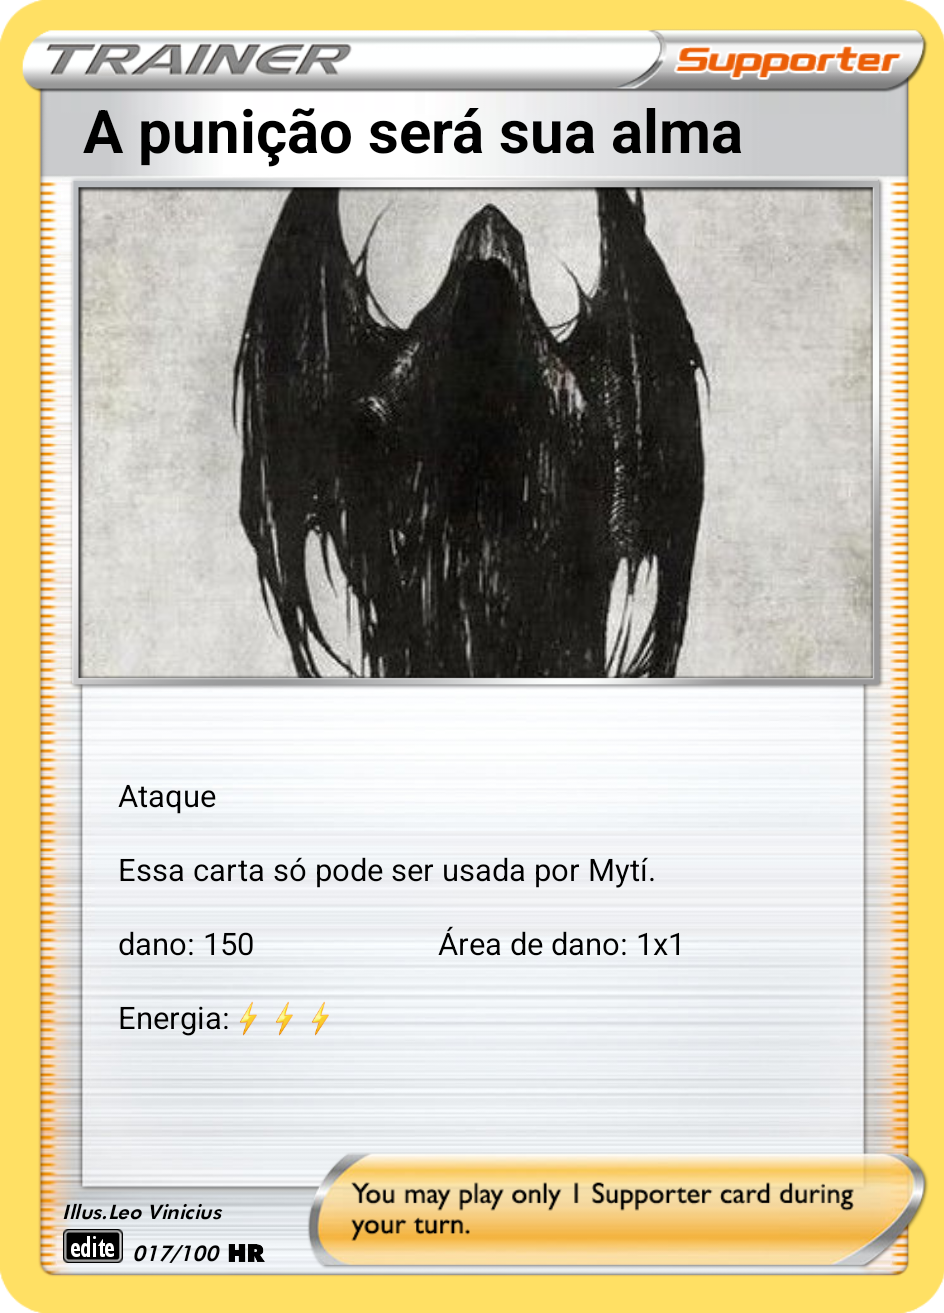 TRAINER Supporter
A punição será sua alma
Ataque
Essa carta só pode ser usada por Mytí.
dano: 150 Área de dano: 1x1
Energia:⚡ ⚡ ⚡
You may play only 1 Supporter card during
your turn.
Illus.Leo Vinicius
edite 017/100 HR